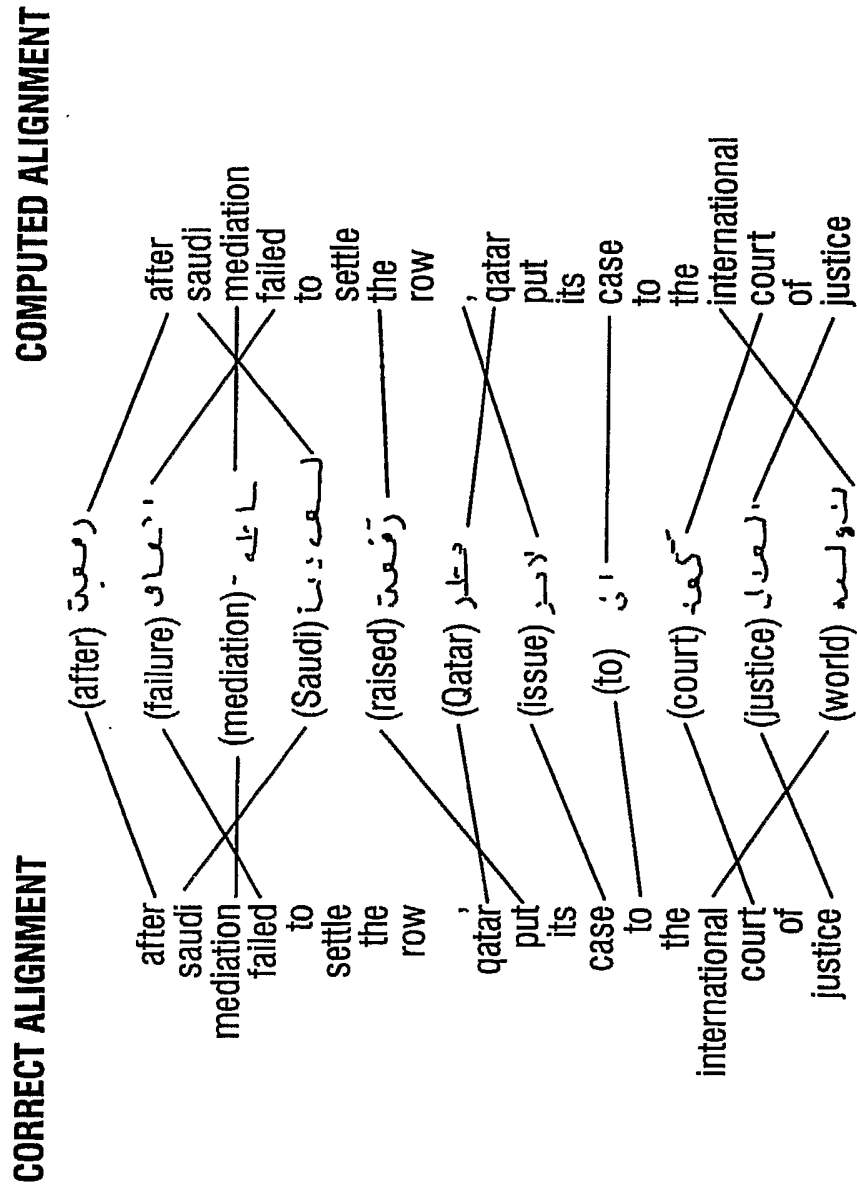 CORRECT ALIGNMENT
after
saudi
mediation
failed
to
settle
the
row
,
qatar
put
its
case
to
the
international
court
of
justice
(after)
(failure)
(mediation)
(Saudi)
(raised)
(Qatar)
(issue)
(to)
(court)
(justice)
(world)
COMPUTED ALIGNMENT
after
saudi
mediation
failed
to
settle
the
row
,
qatar
put
its
case
to
the
international
court
of
justice